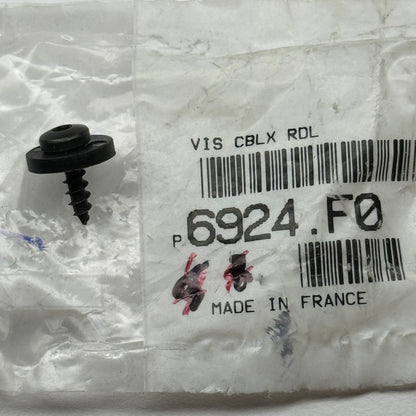 VIS CBLX RDL
P 6924.F0
MADE IN FRANCE